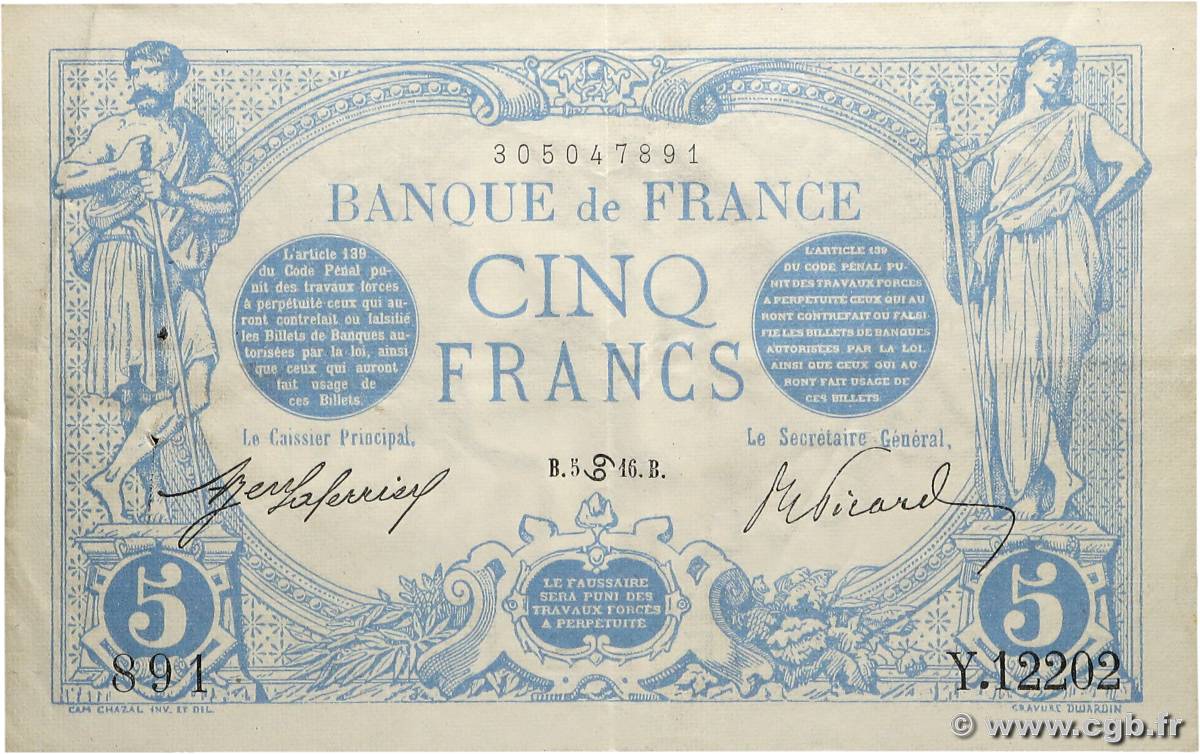 305047891
BANQUE de FRANCE
CINQ
FRANCS
L'article 139
du Code Pénal pu-
nit des travaux forcés
à perpétuité ceux qui au-
ront contrefait ou falsifié
les Billets de Banques au-
torisées par la loi, ainsi
que ceux qui auront
fait usage de
ces Billets.
L'ARTICLE 139
DU CODE PÉNAL PU-
NIT DES TRAVAUX FORCÉS
A PERPÉTUITÉ CEUX QUI AU-
RONT CONTREFAIT OU FALSI-
FIÉ LES BILLETS DE BANQUES
AUTORISÉES PAR LA LOI,
AINSI QUE CEUX QUI AU-
RONT FAIT USAGE DE
CES BILLETS
Le Caissier Principal,
Le Secrétaire Général,
B.5 16.B.
Picard
LE FAUSSAIRE
SERA PUNI DES
TRAVAUX FORCÉS
A PERPÉTUITÉ
5
5
891
Y.12202
CAM CHAZAL INV. ET DEL.
GRAVURE DUJARDIN
© www.cgb.fr